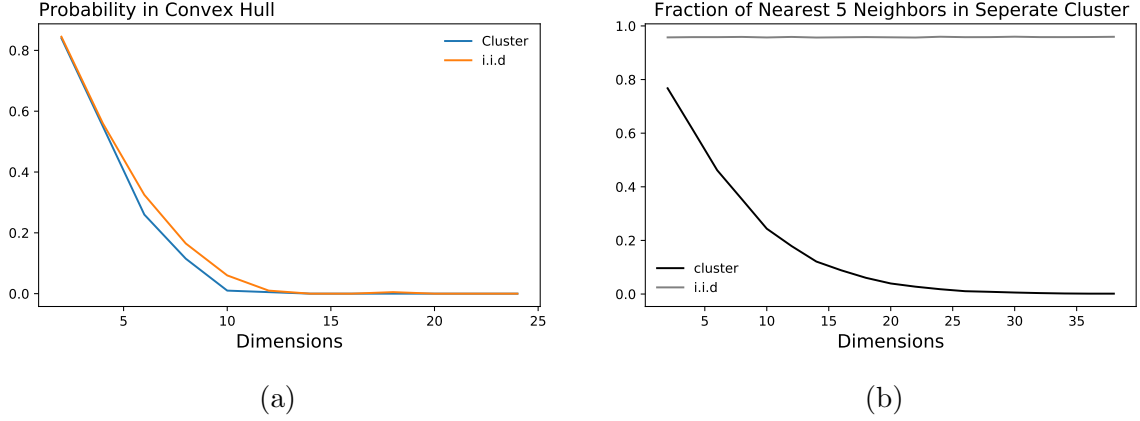 Probability in Convex Hull
0.8
0.6
0.4
0.2
0.0
Cluster
i.i.d
5
10
15
20
25
Dimensions
(a)
Fraction of Nearest 5 Neighbors in Seperate Cluster
1.0
0.8
0.6
0.4
0.2
0.0
cluster
i.i.d
5
10
15
20
25
30
35
Dimensions
(b)